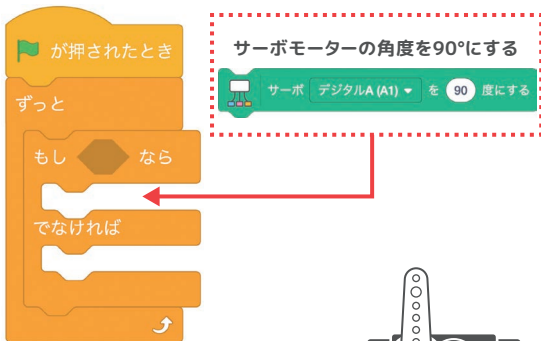 が押されたとき
ずっと
もし なら
でなければ
サーボモーターの角度を90°にする
サーボ デジタルA (A1) を 90 度にする